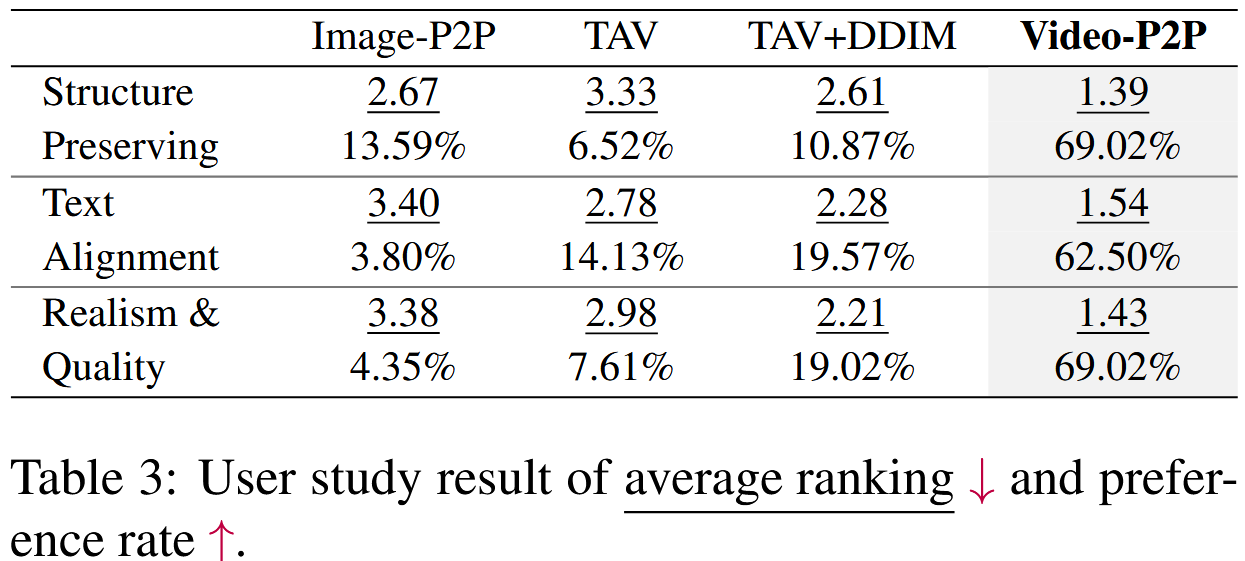 Image-P2P TAV TAV+DDIM Video-P2P
Structure 2.67 3.33 2.61 1.39
Preserving 13.59% 6.52% 10.87% 69.02%
Text 3.40 2.78 2.28 1.54
Alignment 3.80% 14.13% 19.57% 62.50%
Realism & 3.38 2.98 2.21 1.43
Quality 4.35% 7.61% 19.02% 69.02%
Table 3: User study result of average ranking ↓ and prefer-
ence rate ↑.